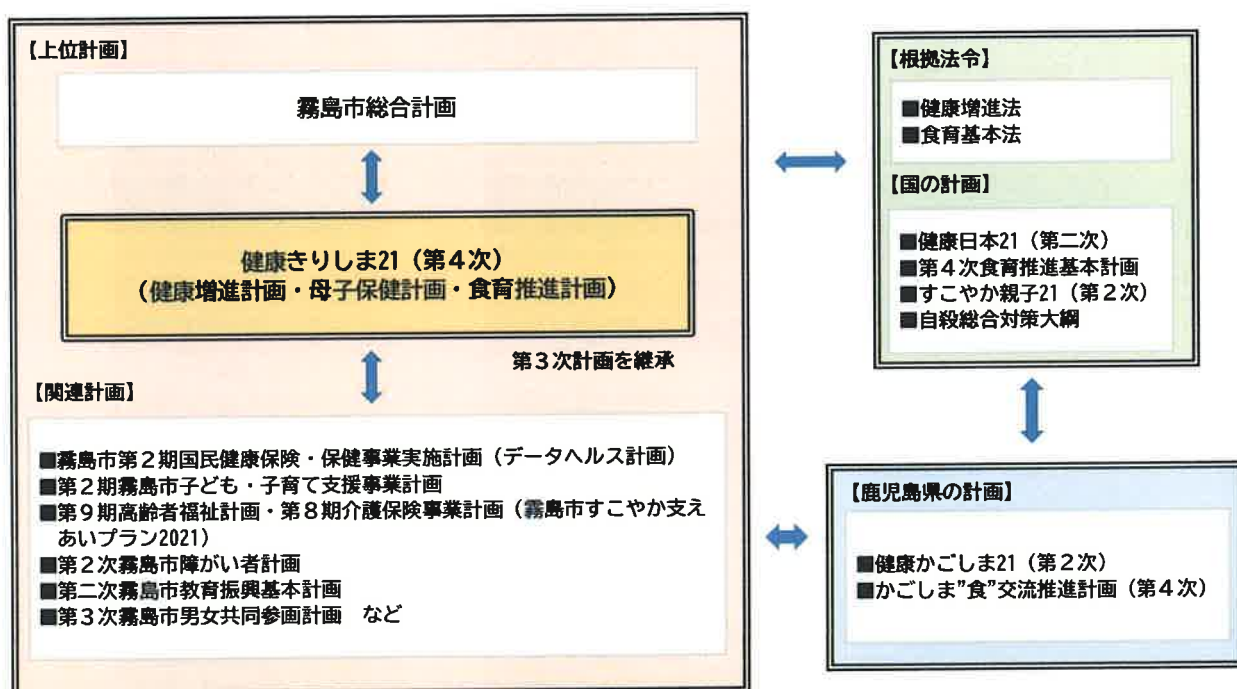 【上位計画】
霧島市総合計画
健康きりしま21（第４次）
（健康増進計画・母子保健計画・食育推進計画）
第３次計画を継承
【関連計画】
■霧島市第２期国民健康保険・保健事業実施計画（データヘルス計画）
■第２期霧島市子ども・子育て支援事業計画
■第９期高齢者福祉計画・第８期介護保険事業計画（霧島市すこやか支え
あいプラン2021）
■第２次霧島市障がい者計画
■第二次霧島市教育振興基本計画
■第３次霧島市男女共同参画計画　など
【根拠法令】
■健康増進法
■食育基本法
【国の計画】
■健康日本21（第二次）
■第４次食育推進基本計画
■すこやか親子21（第２次）
■自殺総合対策大綱
【鹿児島県の計画】
■健康かごしま21（第２次）
■かごしま”食”交流推進計画（第４次）